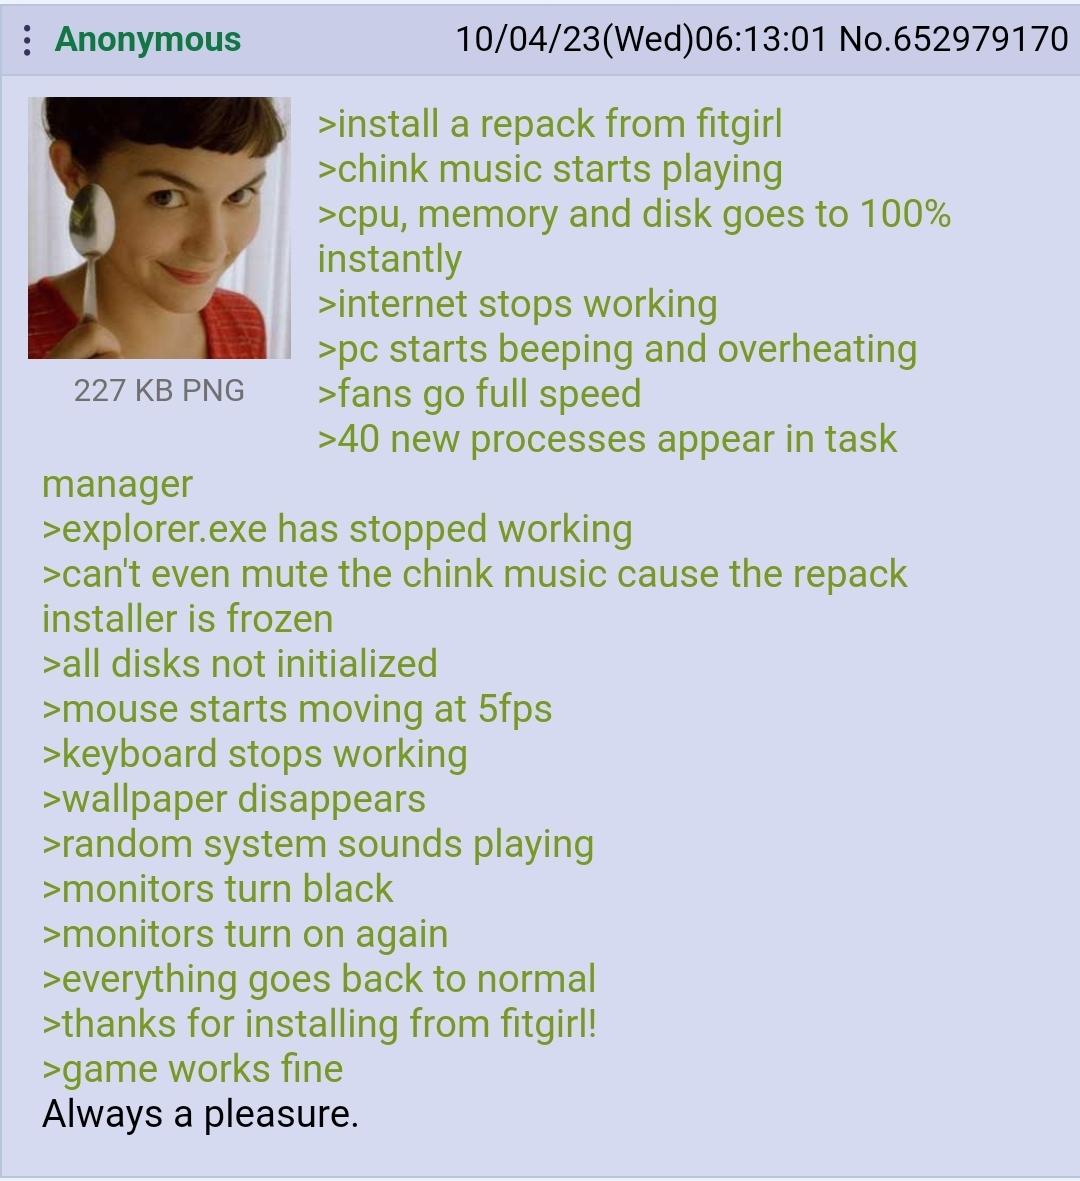 Anonymous 10/04/23(Wed)06:13:01 No.652979170
>install a repack from fitgirl
>chink music starts playing
>cpu, memory and disk goes to 100%
instantly
>internet stops working
>pc starts beeping and overheating
227 KB PNG
>fans go full speed
>40 new processes appear in task
manager
>explorer.exe has stopped working
>can't even mute the chink music cause the repack
installer is frozen
>all disks not initialized
>mouse starts moving at 5fps
>keyboard stops working
>wallpaper disappears
>random system sounds playing
>monitors turn black
>monitors turn on again
>everything goes back to normal
>thanks for installing from fitgirl!
>game works fine
Always a pleasure.